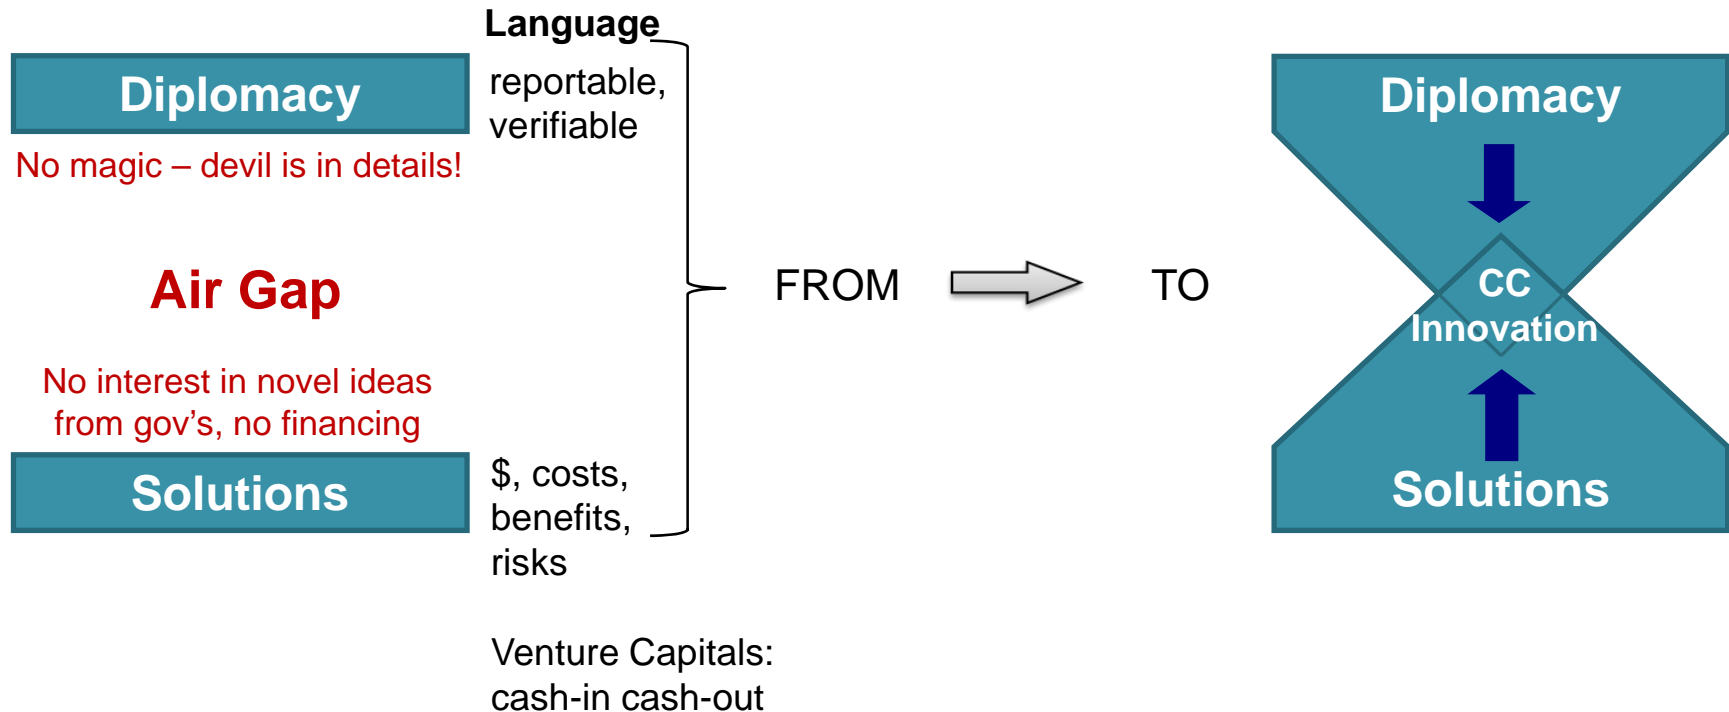 Language
Diplomacy
reportable,
verifiable
No magic – devil is in details!
Air Gap
No interest in novel ideas
from gov’s, no financing
Solutions
$, costs,
benefits,
risks
Venture Capitals:
cash-in cash-out
FROM
TO
Diplomacy
CC
Innovation
Solutions